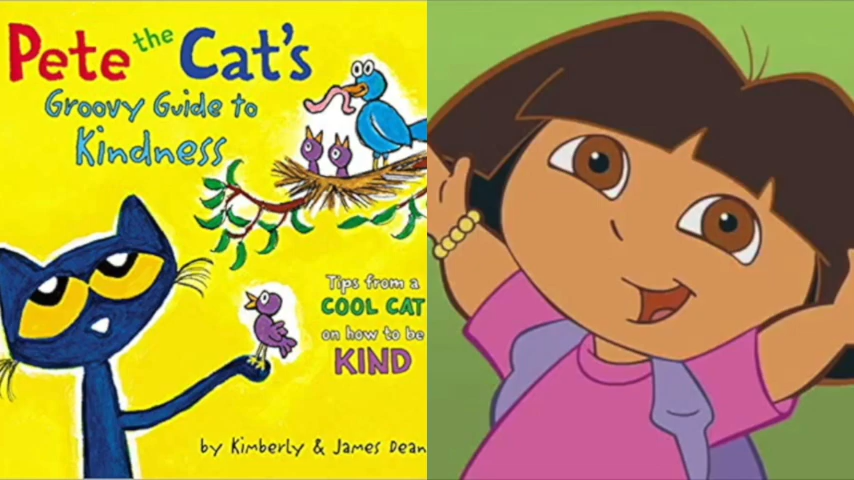 Pete the Cat's
Groovy Guide to
Kindness
Tips from a
COOL CAT
on how to be
KIND
by Kimberly & James Dean